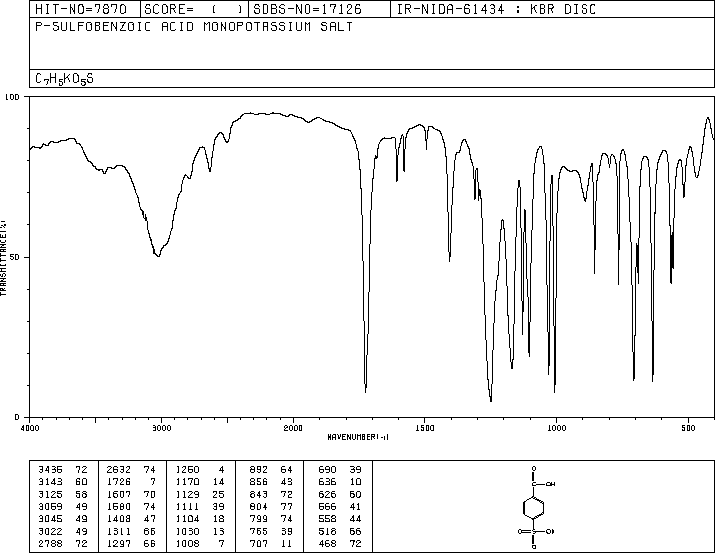 HIT-NO=7870 SCORE= ( ) SDBS-NO=17126 IR-NIDA-61434 : KBR DISC
P-SULFOBENZOIC ACID MONOPOTASSIUM SALT
C7H5KO5S
100
50
0
TRANSMITTANCE(%)
4000 3000 2000 1500 1000 500
WAVENUMBER(-1)
3436 72 2632 74 1250 4 892 64 690 39
3143 60 1726 7 1170 14 856 43 636 10
3125 58 1607 70 1129 25 843 72 626 60
3069 49 1580 74 1111 39 804 77 566 41
3045 49 1408 47 1104 18 799 74 558 44
3022 49 1311 66 1030 13 765 39 518 66
2788 72 1297 66 1008 7 707 11 468 72
O
C OH
O S OH
O